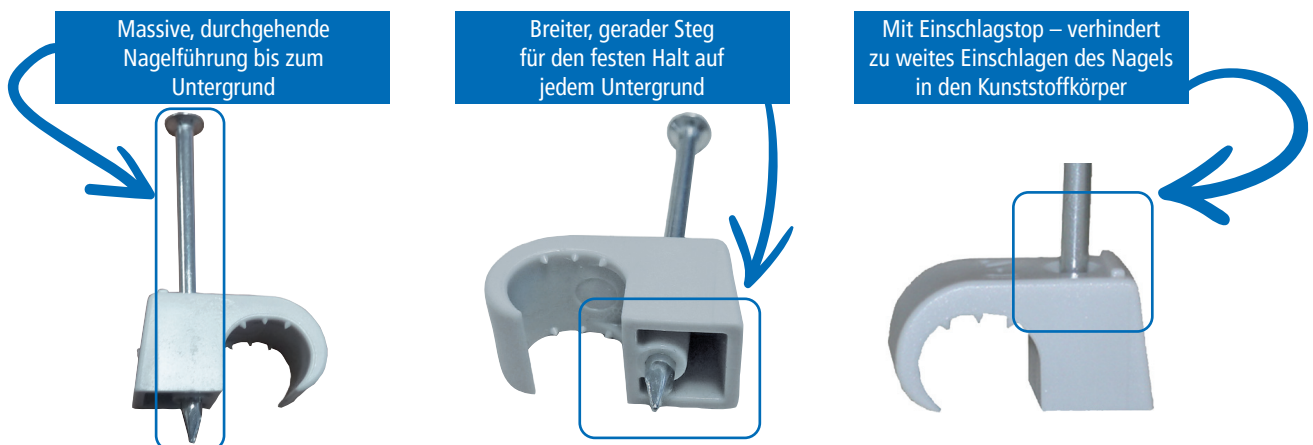 Massive, durchgehende
Nagelführung bis zum
Untergrund
Breiter, gerader Steg
für den festen Halt auf
jedem Untergrund
Mit Einschlagstop – verhindert
zu weites Einschlagen des Nagels
in den Kunststoffkörper